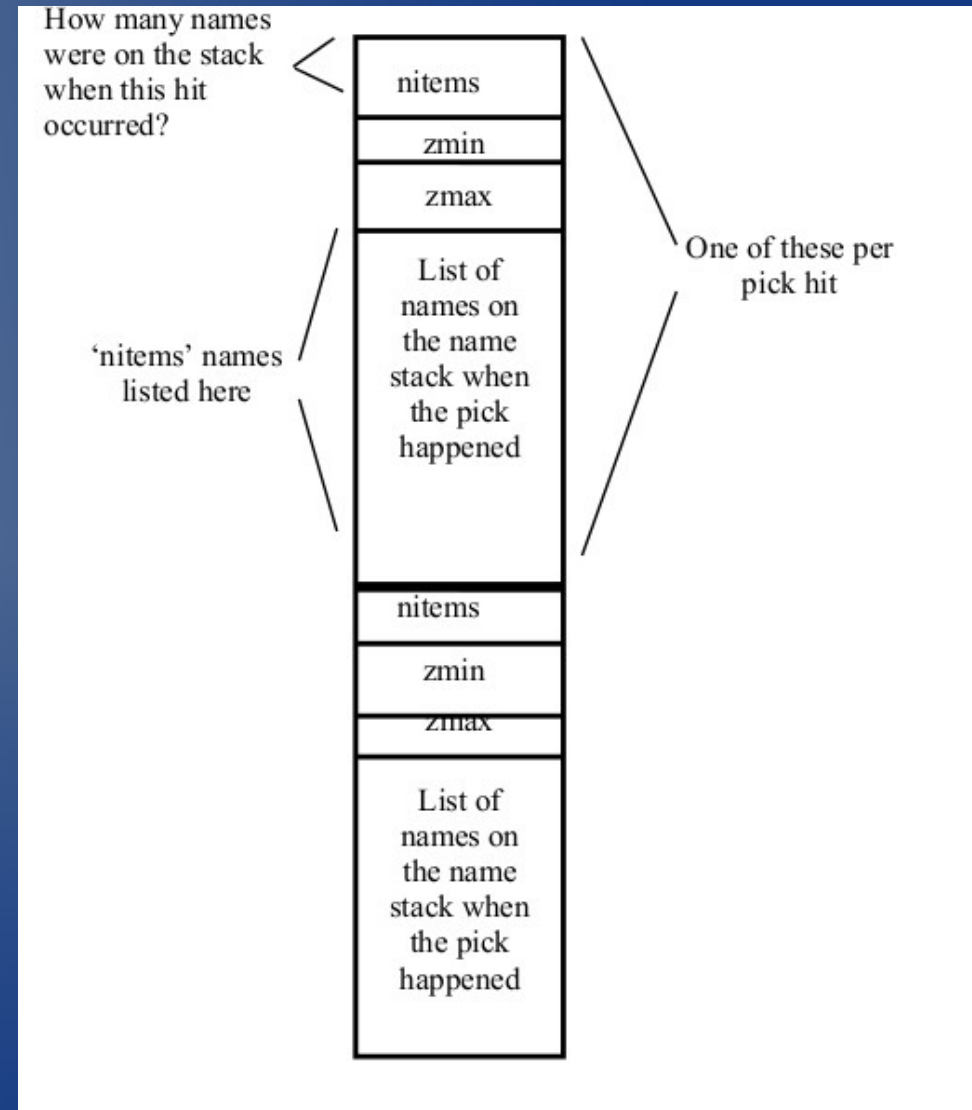 How many names
were on the stack
when this hit
occurred?
nitems
zmin
zmax
List of
names on
the name
stack when
the pick
happened
‘nitems’ names
listed here
One of these per
pick hit
nitems
zmin
zmax
List of
names on
the name
stack when
the pick
happened